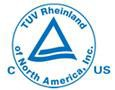 TUV Rheinland
of North America, Inc.
C US